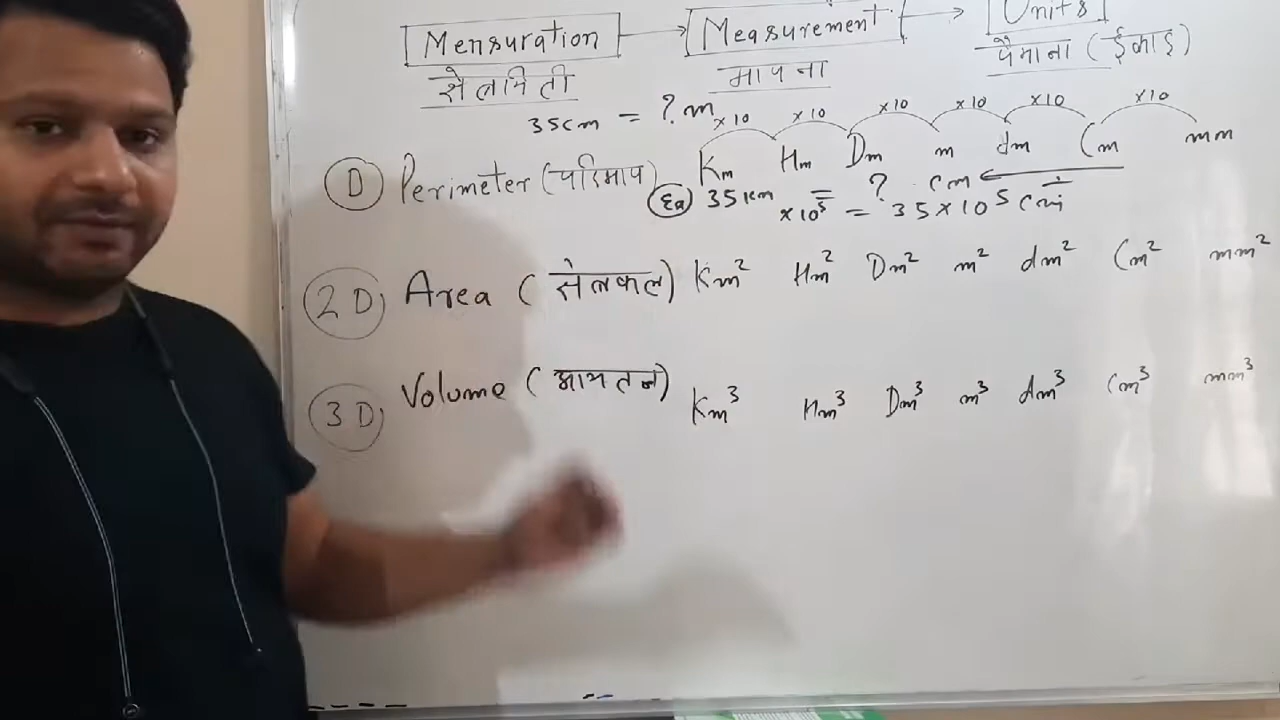 Mensuration → Measurement → Units
सेलमिती मापना पैमाना (ईकाइ)
35cm = ? m
×10 ×10 ×10 ×10 ×10 ×10
1D Perimeter (परिमाप) Km Hm Dm m dm Cm mm
Ex 35 km = ? cm
×10⁵ = 35×10⁵ cm
2D Area (सेलकल) Km² Hm² Dm² m² dm² Cm² mm²
3D Volume (आयतन) Km³ Hm³ Dm³ m³ dm³ Cm³ mm³